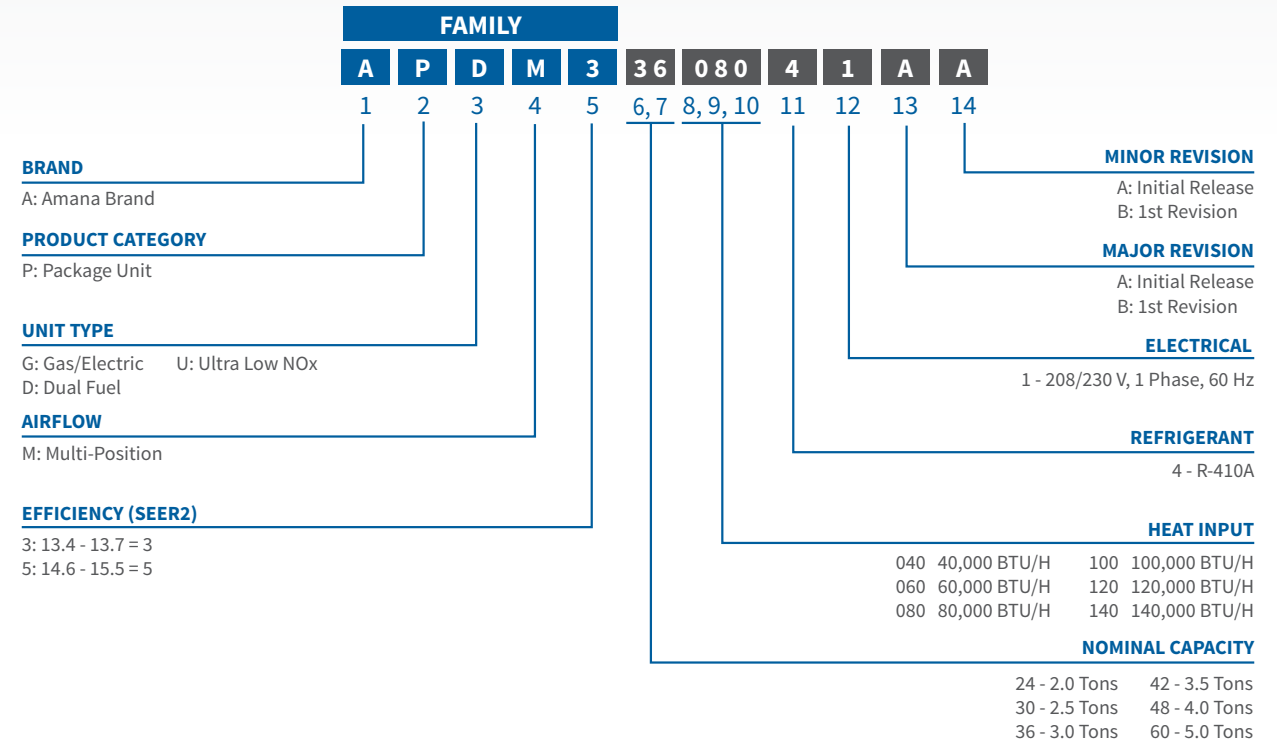 FAMILY
A P D M 3 36 080 4 1 A A
1 2 3 4 5 6, 7 8, 9, 10 11 12 13 14
BRAND
A: Amana Brand
PRODUCT CATEGORY
P: Package Unit
UNIT TYPE
G: Gas/Electric U: Ultra Low NOx
D: Dual Fuel
AIRFLOW
M: Multi-Position
EFFICIENCY (SEER2)
3: 13.4 - 13.7 = 3
5: 14.6 - 15.5 = 5
MINOR REVISION
A: Initial Release
B: 1st Revision
MAJOR REVISION
A: Initial Release
B: 1st Revision
ELECTRICAL
1 - 208/230 V, 1 Phase, 60 Hz
REFRIGERANT
4 - R-410A
HEAT INPUT
040 40,000 BTU/H 100 100,000 BTU/H
060 60,000 BTU/H 120 120,000 BTU/H
080 80,000 BTU/H 140 140,000 BTU/H
NOMINAL CAPACITY
24 - 2.0 Tons 42 - 3.5 Tons
30 - 2.5 Tons 48 - 4.0 Tons
36 - 3.0 Tons 60 - 5.0 Tons